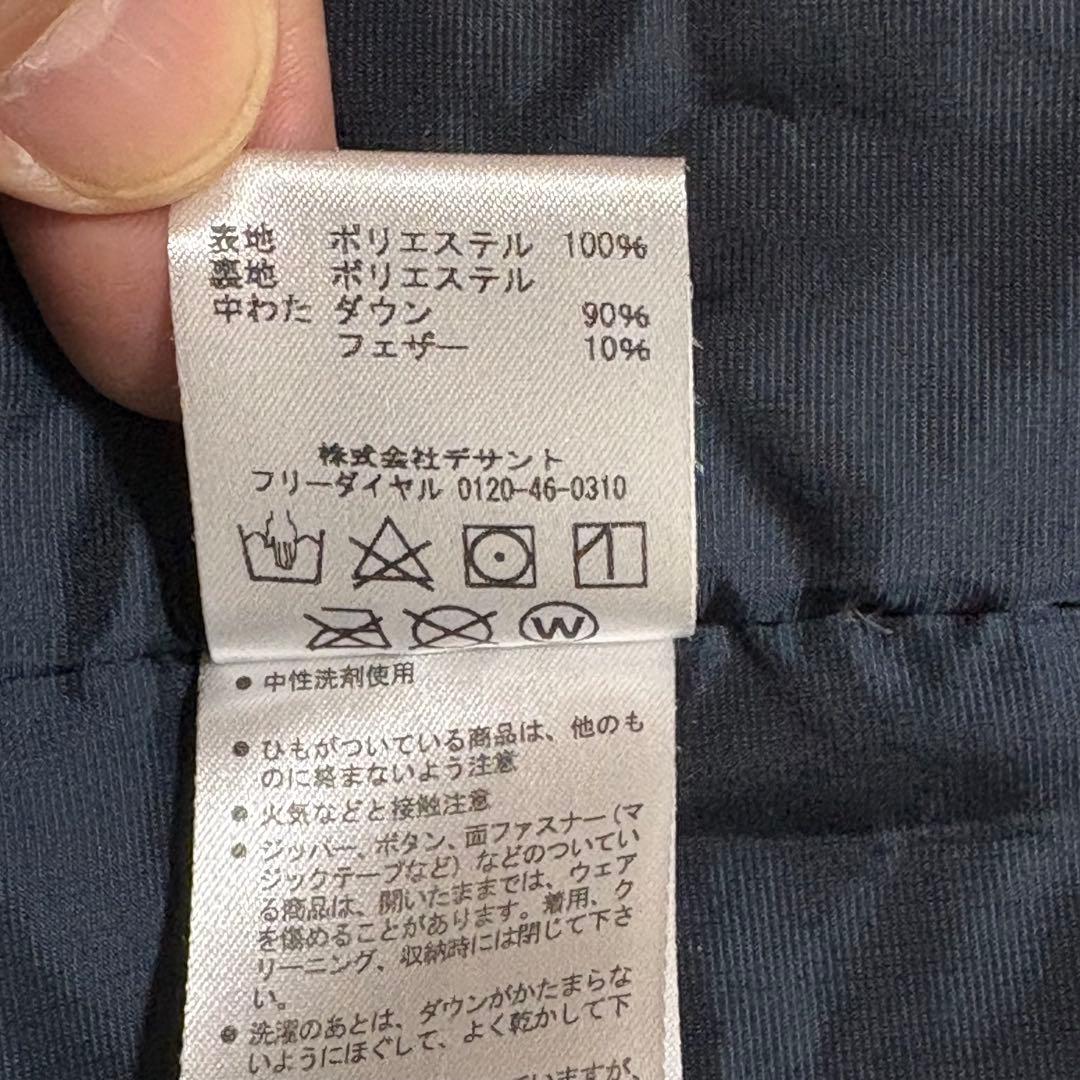 表地 ポリエステル 100%
裏地 ポリエステル
中わた ダウン 90%
フェザー 10%
株式会社デサント
フリーダイヤル 0120-46-0310
W
● 中性洗剤使用
● ひもがついている商品は、他のも
のに絡まないよう注意
● 火気などと接触注意
● ジッパー、ボタン、面ファスナー(マ
ジックテープなど)などのついてい
る商品は、開いたままでは、ウェア
を傷めることがあります。着用、ク
リーニング、収納時には閉じて下さ
い。
● 洗濯のあとは、ダウンがかたまらな
いようにほぐして、よく乾かして下
ていますが、